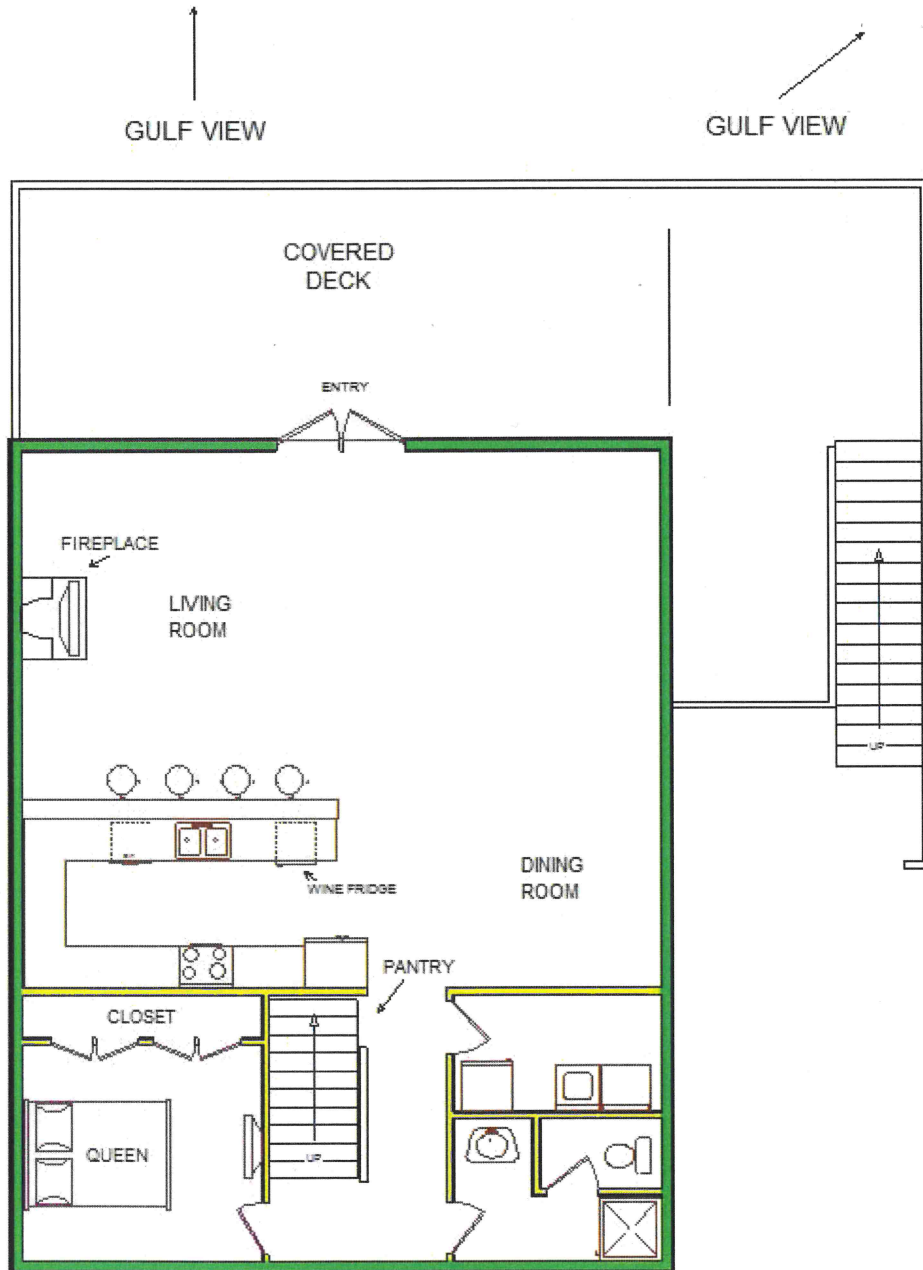 GULF VIEW
GULF VIEW
COVERED
DECK
ENTRY
FIREPLACE
LIVING
ROOM
UP
WINE FRIDGE
DINING
ROOM
PANTRY
CLOSET
QUEEN
UP